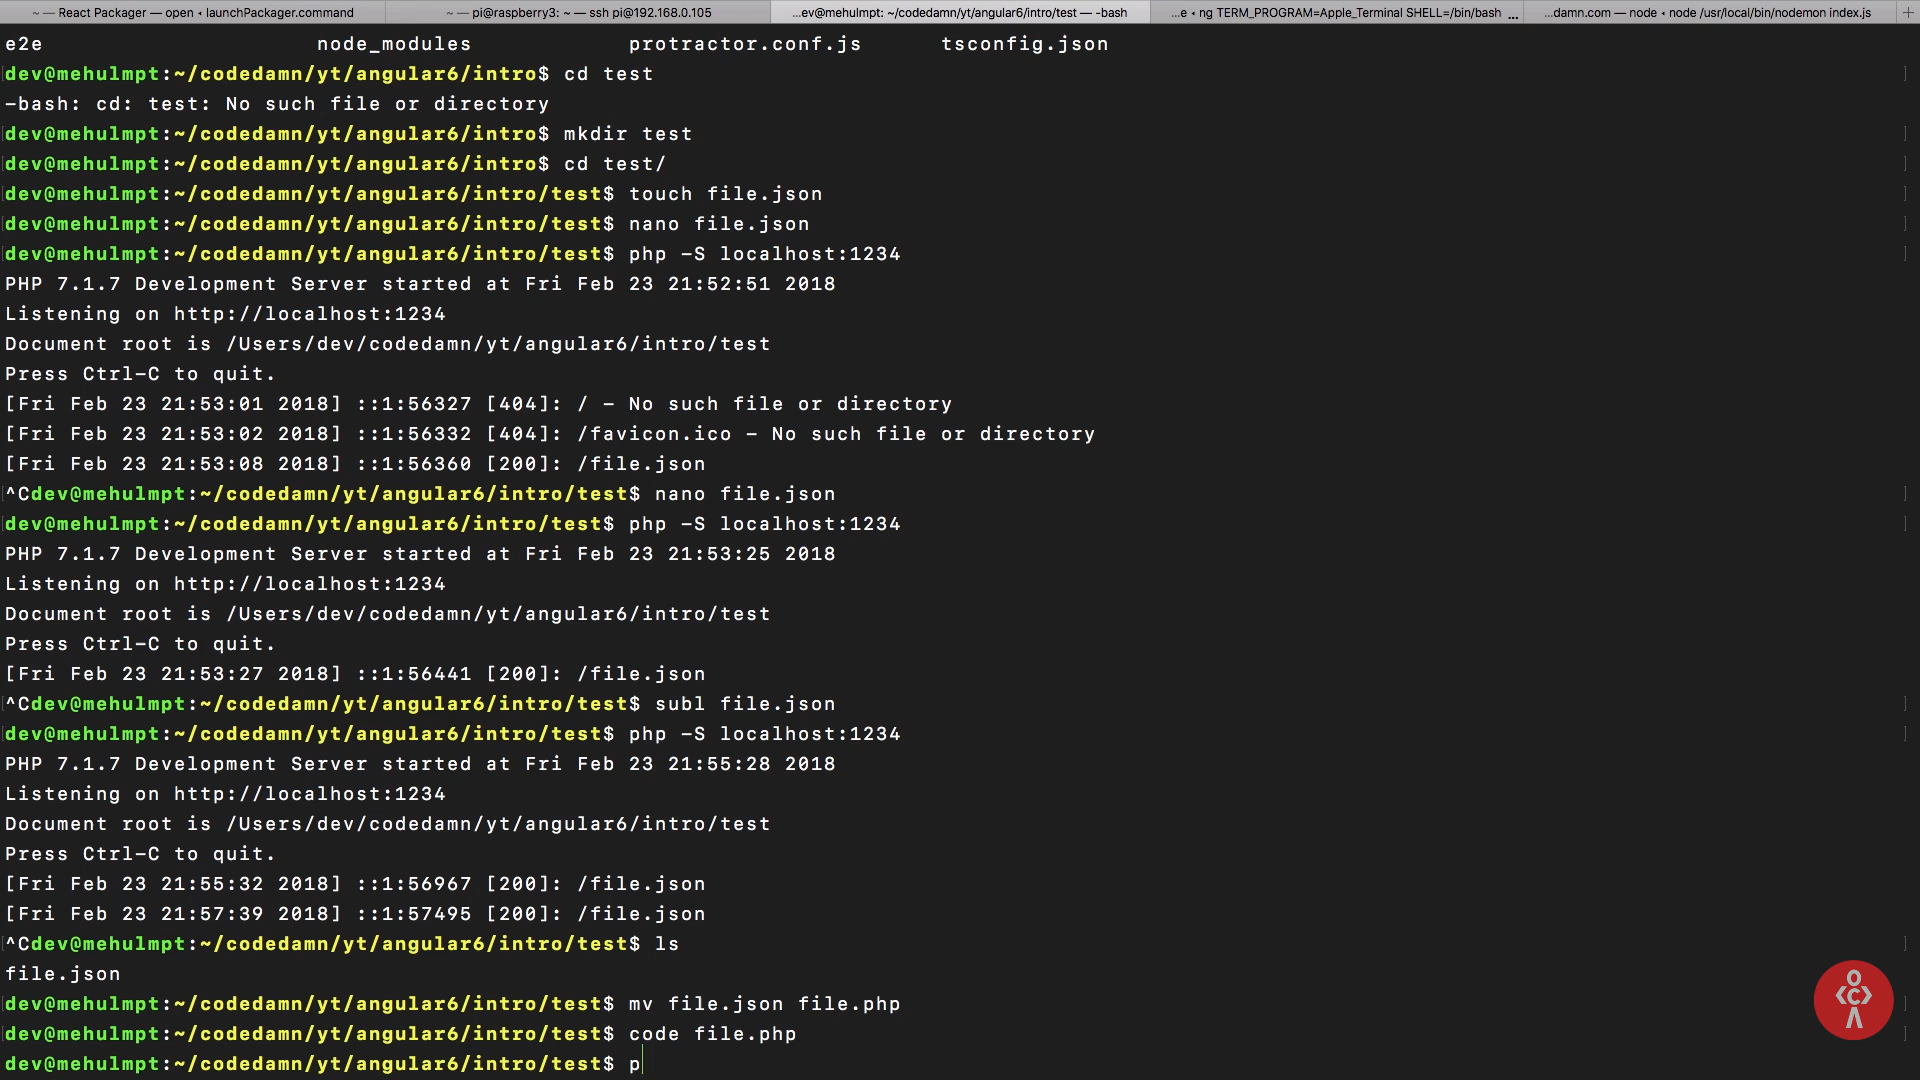 ~ — React Packager — open ◂ launchPackager.command
~ — pi@raspberry3: ~ — ssh pi@192.168.0.105
...ev@mehulmpt: ~/codedamn/yt/angular6/intro/test — -bash
...e ◂ ng TERM_PROGRAM=Apple_Terminal SHELL=/bin/bash ...
...damn.com — node ◂ node /usr/local/bin/nodemon index.js
e2e node_modules protractor.conf.js tsconfig.json
dev@mehulmpt:~/codedamn/yt/angular6/intro$ cd test
-bash: cd: test: No such file or directory
dev@mehulmpt:~/codedamn/yt/angular6/intro$ mkdir test
dev@mehulmpt:~/codedamn/yt/angular6/intro$ cd test/
dev@mehulmpt:~/codedamn/yt/angular6/intro/test$ touch file.json
dev@mehulmpt:~/codedamn/yt/angular6/intro/test$ nano file.json
dev@mehulmpt:~/codedamn/yt/angular6/intro/test$ php -S localhost:1234
PHP 7.1.7 Development Server started at Fri Feb 23 21:52:51 2018
Listening on http://localhost:1234
Document root is /Users/dev/codedamn/yt/angular6/intro/test
Press Ctrl-C to quit.
[Fri Feb 23 21:53:01 2018] ::1:56327 [404]: / - No such file or directory
[Fri Feb 23 21:53:02 2018] ::1:56332 [404]: /favicon.ico - No such file or directory
[Fri Feb 23 21:53:08 2018] ::1:56360 [200]: /file.json
^Cdev@mehulmpt:~/codedamn/yt/angular6/intro/test$ nano file.json
dev@mehulmpt:~/codedamn/yt/angular6/intro/test$ php -S localhost:1234
PHP 7.1.7 Development Server started at Fri Feb 23 21:53:25 2018
Listening on http://localhost:1234
Document root is /Users/dev/codedamn/yt/angular6/intro/test
Press Ctrl-C to quit.
[Fri Feb 23 21:53:27 2018] ::1:56441 [200]: /file.json
^Cdev@mehulmpt:~/codedamn/yt/angular6/intro/test$ subl file.json
dev@mehulmpt:~/codedamn/yt/angular6/intro/test$ php -S localhost:1234
PHP 7.1.7 Development Server started at Fri Feb 23 21:55:28 2018
Listening on http://localhost:1234
Document root is /Users/dev/codedamn/yt/angular6/intro/test
Press Ctrl-C to quit.
[Fri Feb 23 21:55:32 2018] ::1:56967 [200]: /file.json
[Fri Feb 23 21:57:39 2018] ::1:57495 [200]: /file.json
^Cdev@mehulmpt:~/codedamn/yt/angular6/intro/test$ ls
file.json
dev@mehulmpt:~/codedamn/yt/angular6/intro/test$ mv file.json file.php
dev@mehulmpt:~/codedamn/yt/angular6/intro/test$ code file.php
dev@mehulmpt:~/codedamn/yt/angular6/intro/test$ p